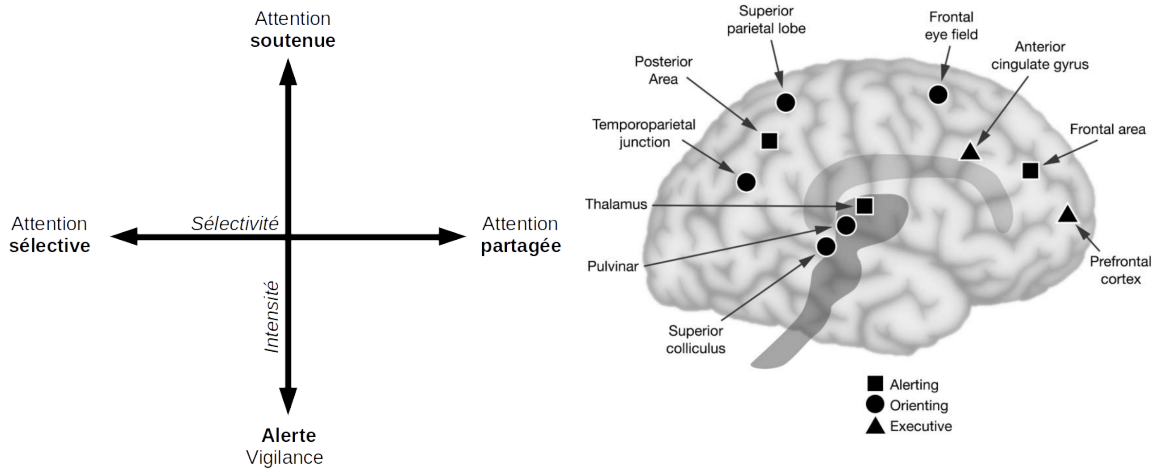 Attention
soutenue
Attention
sélective
Sélectivité
Attention
partagée
Intensité
Alerte
Vigilance
Superior
parietal lobe
Frontal
eye field
Anterior
cingulate gyrus
Posterior
Area
Frontal area
Temporoparietal
junction
Thalamus
Pulvinar
Prefrontal
cortex
Superior
colliculus
Alerting
Orienting
Executive